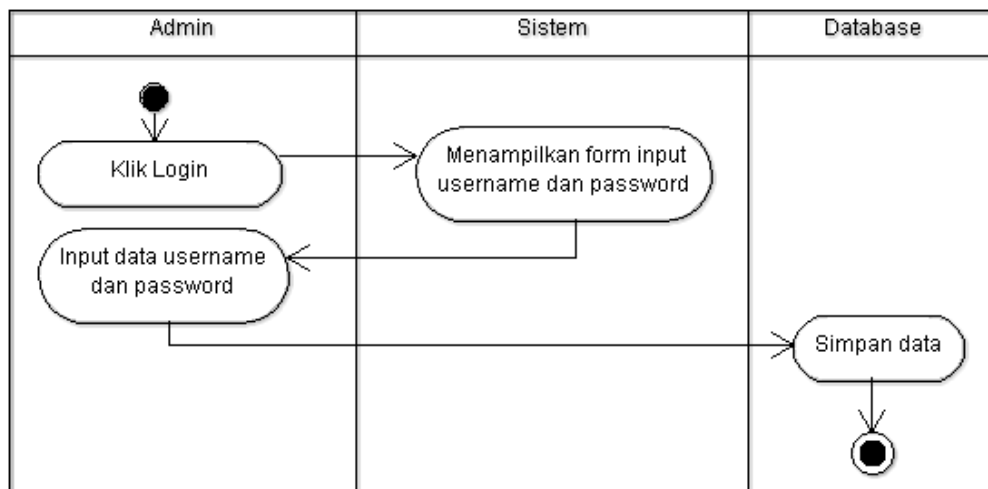 Admin
Sistem
Database
Klik Login
Menampilkan form input
username dan password
Input data username
dan password
Simpan data